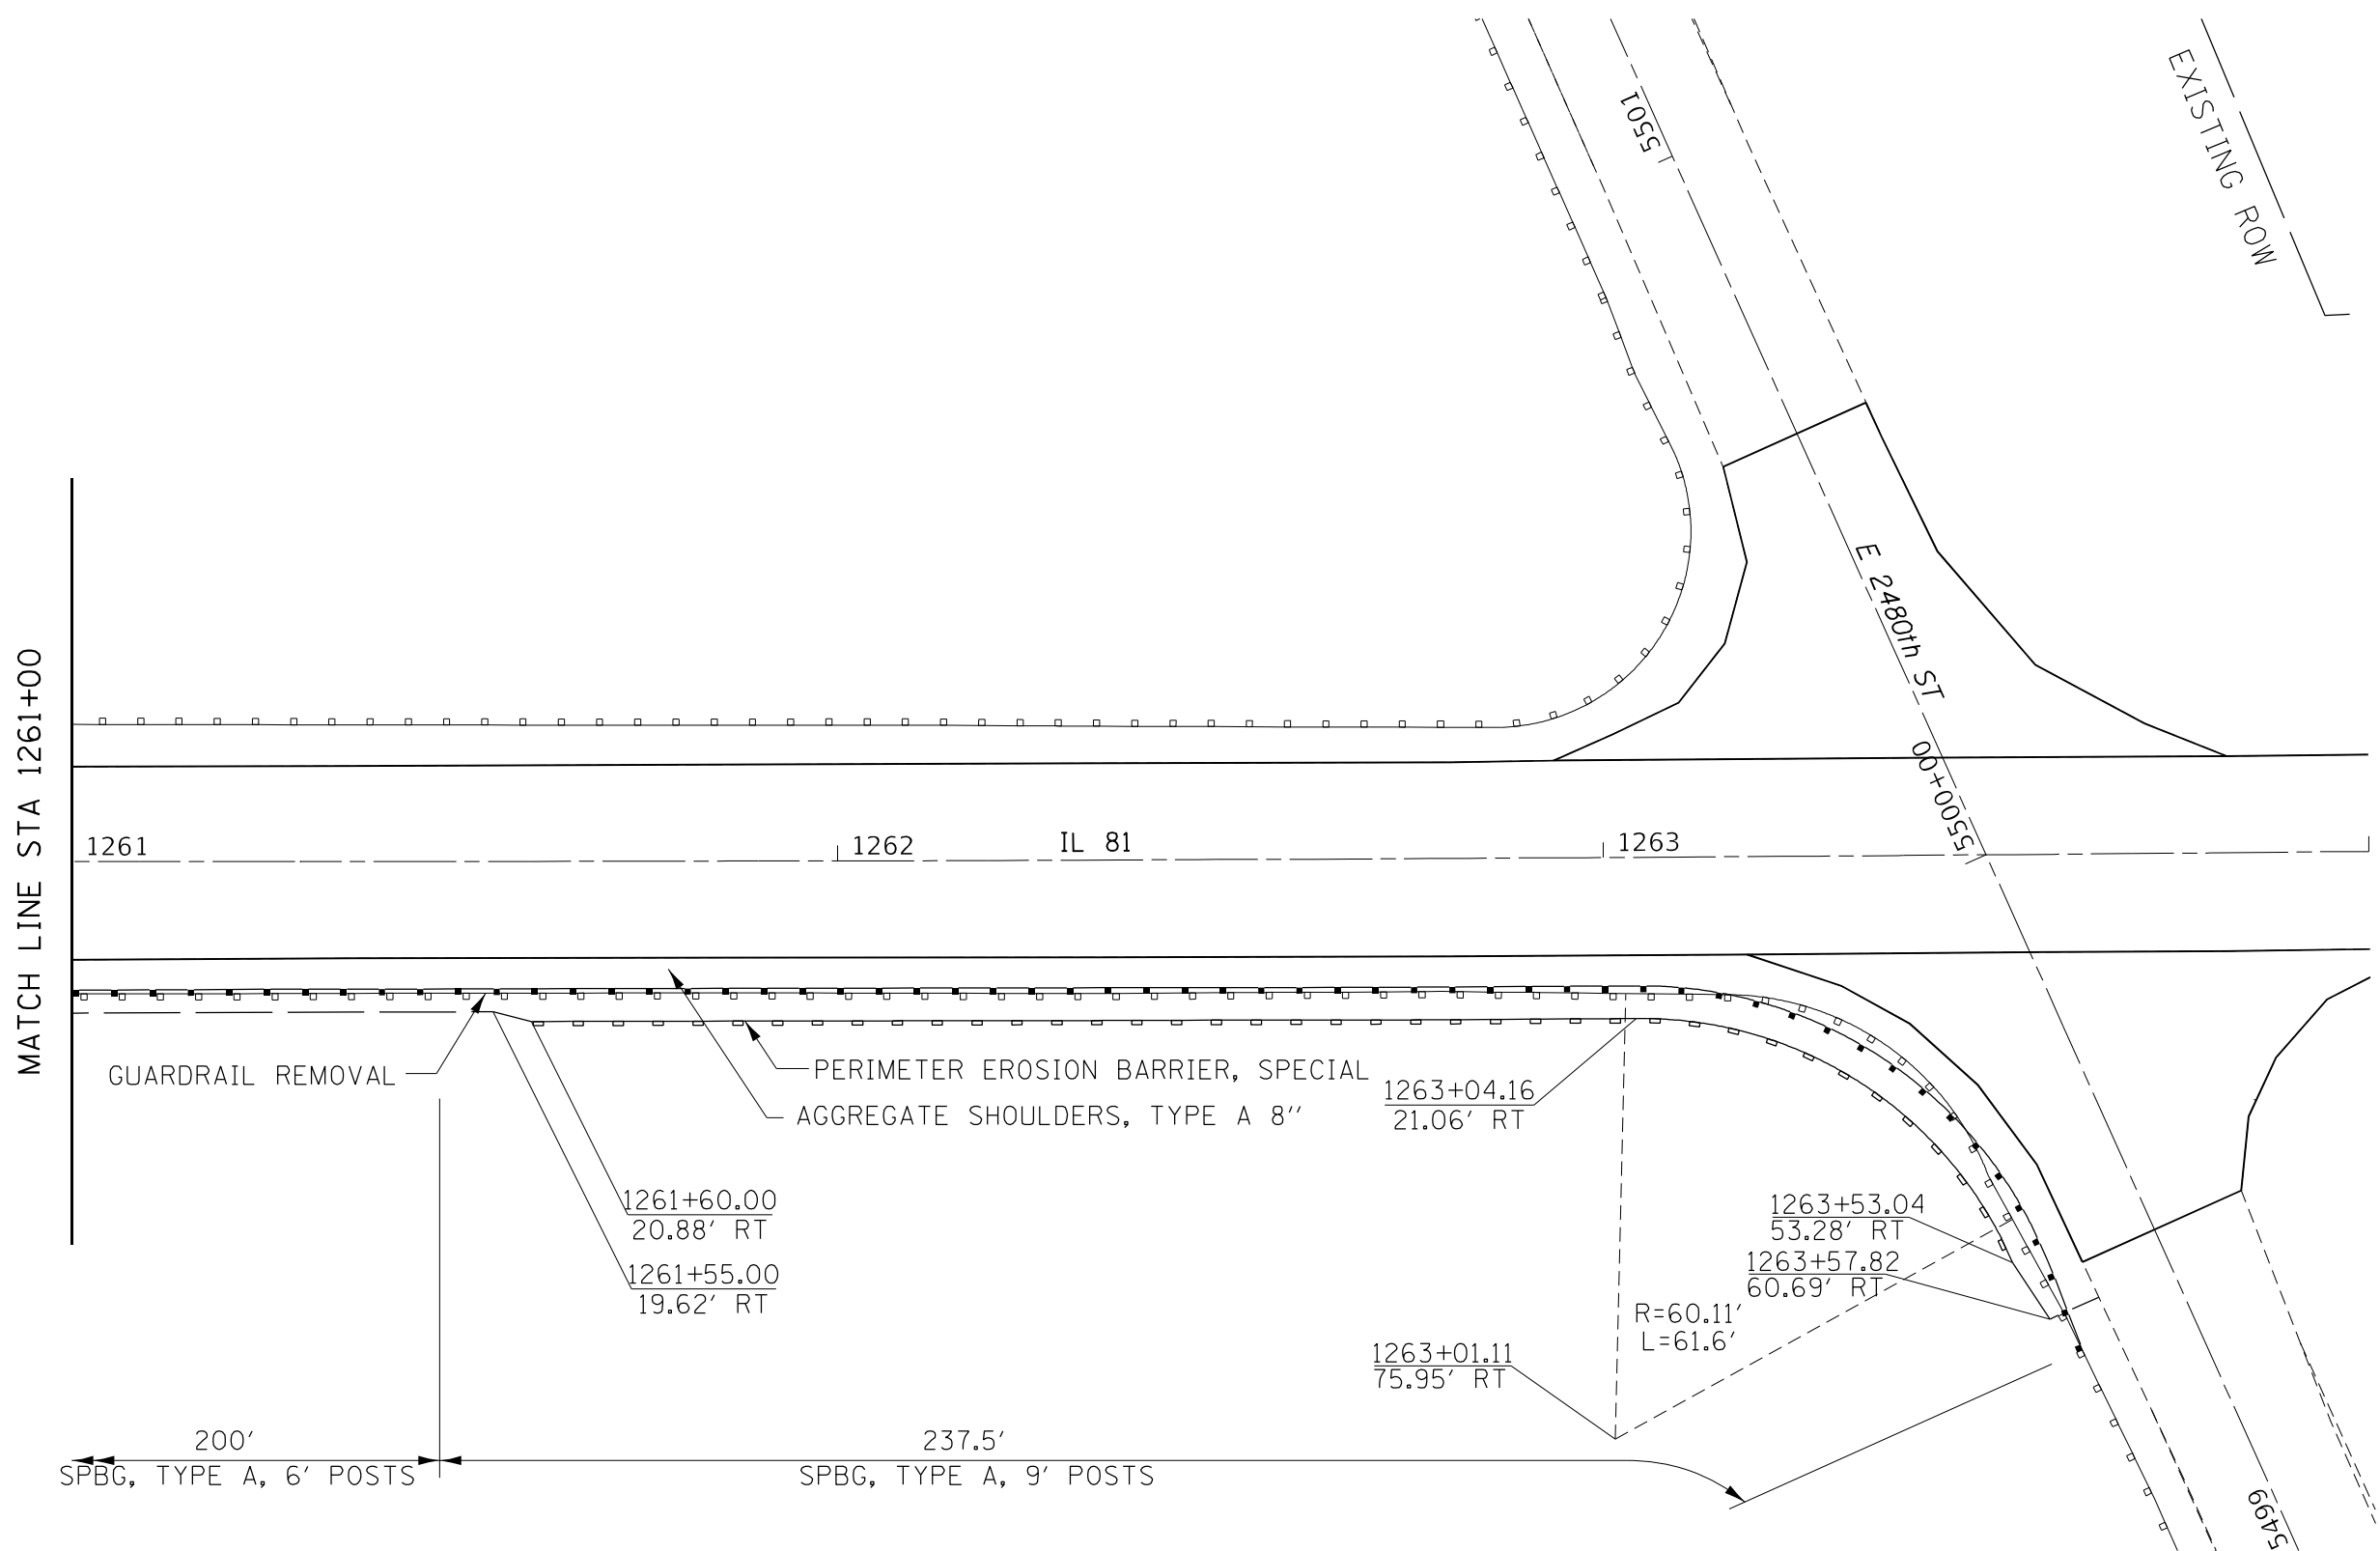 5501
EXISTING ROW
E 2480th ST
5500+00
MATCH LINE STA 1261+00
1261
1262
IL 81
1263
GUARDRAIL REMOVAL
PERIMETER EROSION BARRIER, SPECIAL
AGGREGATE SHOULDERS, TYPE A 8''
1263+04.16
21.06' RT
1261+60.00
20.88' RT
1261+55.00
19.62' RT
1263+53.04
53.28' RT
1263+57.82
60.69' RT
R=60.11'
L=61.6'
1263+01.11
75.95' RT
200'
SPBG, TYPE A, 6' POSTS
237.5'
SPBG, TYPE A, 9' POSTS
5499